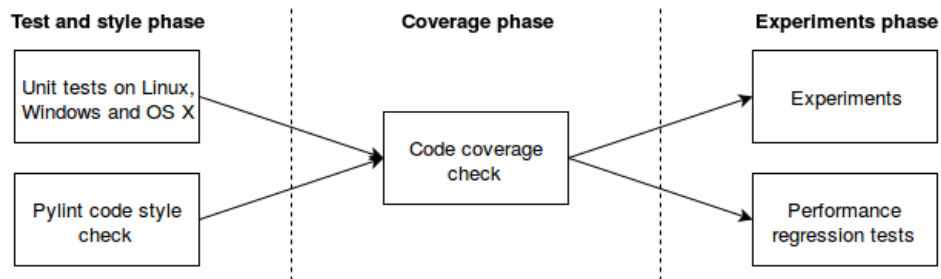 Test and style phase
Coverage phase
Experiments phase
Unit tests on Linux,
Windows and OS X
Pylint code style
check
Code coverage
check
Experiments
Performance
regression tests